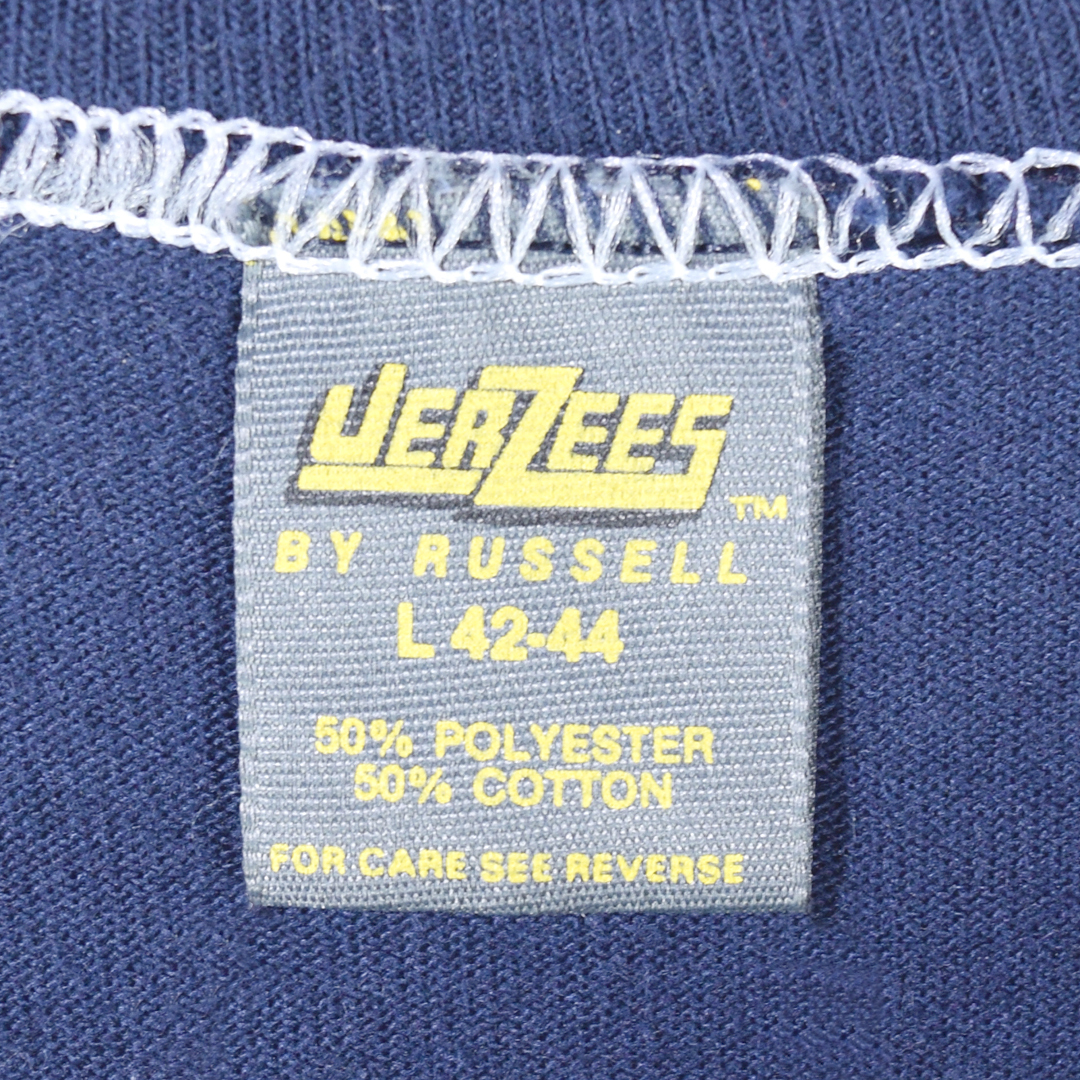 JERZEES TM
BY RUSSELL
L 42-44
50% POLYESTER
50% COTTON
FOR CARE SEE REVERSE